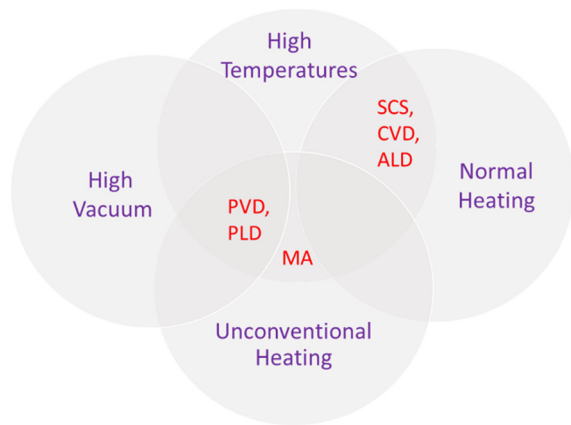 High
Temperatures
SCS,
CVD,
ALD
High
Vacuum
Normal
Heating
PVD,
PLD
MA
Unconventional
Heating